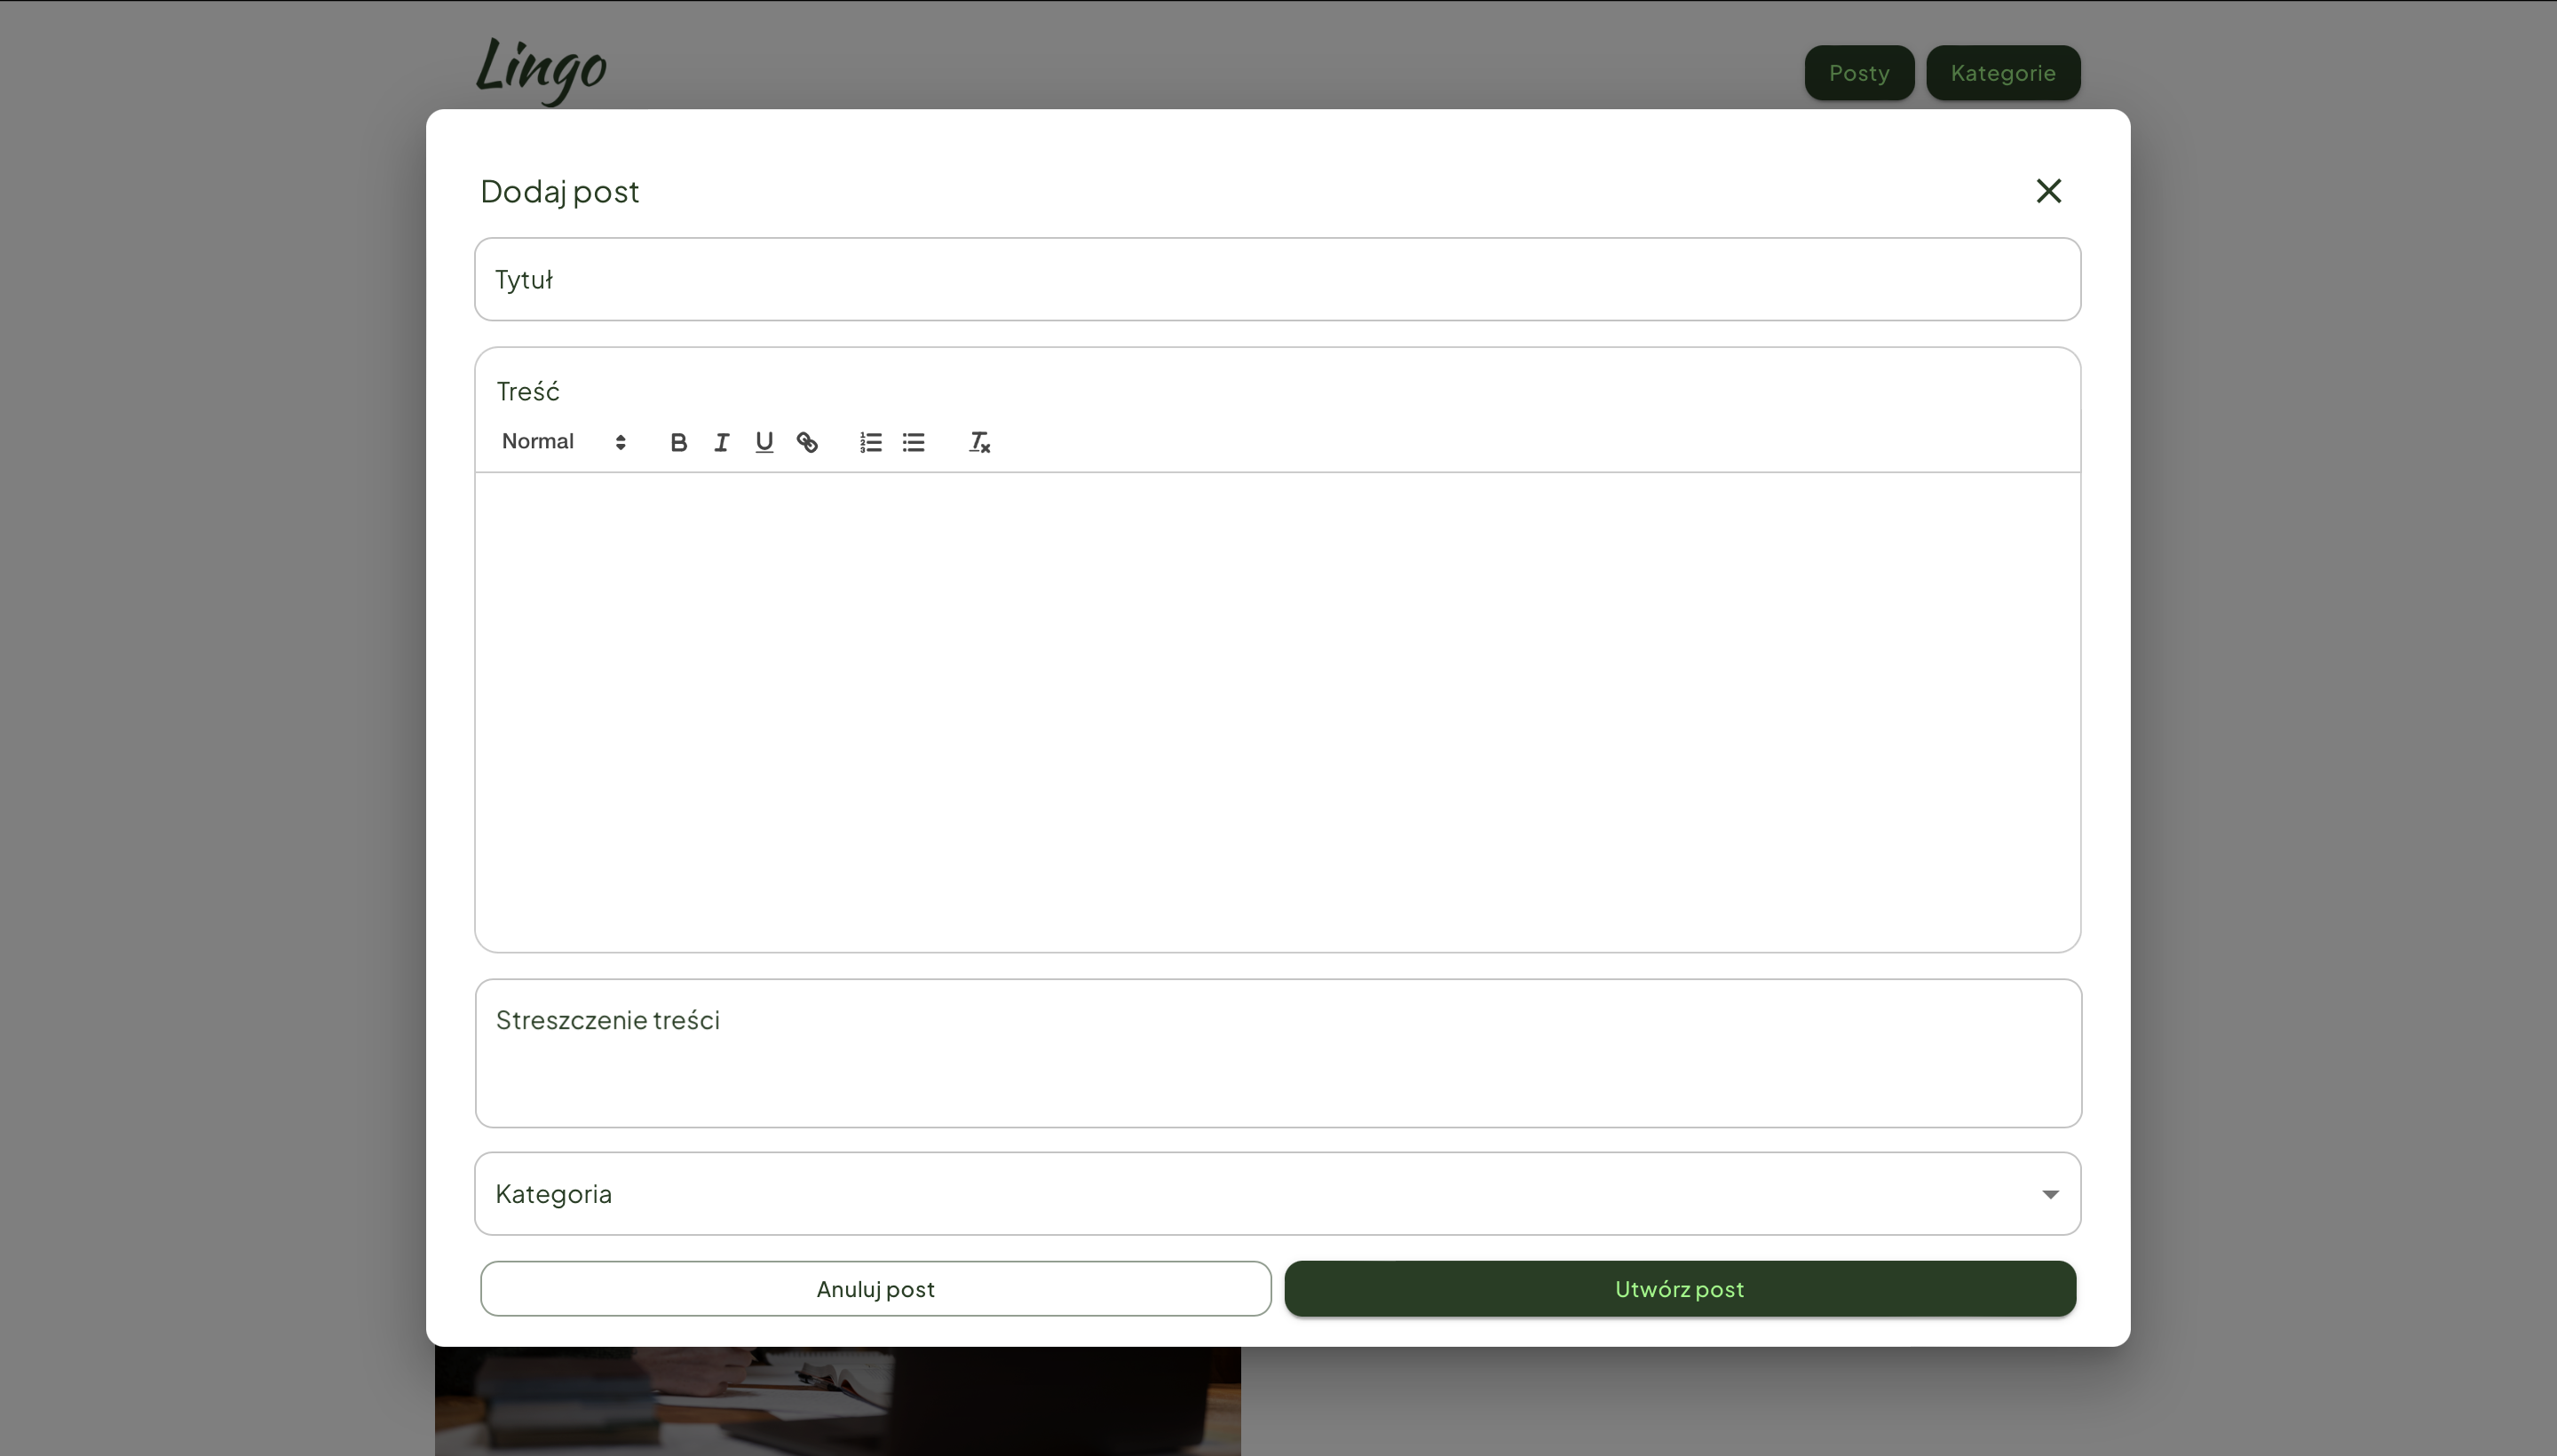 Lingo
Posty Kategorie
Dodaj post
Tytuł
Treść
Normal
Streszczenie treści
Kategoria
Anuluj post Utwórz post